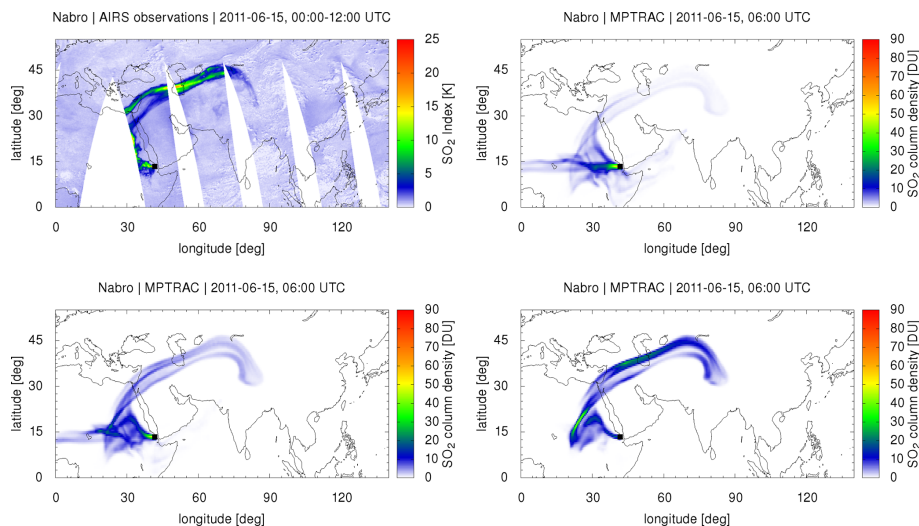 Nabro | AIRS observations | 2011-06-15, 00:00-12:00 UTC
latitude [deg]
45
30
15
0
0 30 60 90 120
longitude [deg]
25
20
15
10
5
0
SO2 Index [K]
Nabro | MPTRAC | 2011-06-15, 06:00 UTC
latitude [deg]
45
30
15
0
0 30 60 90 120
longitude [deg]
90
80
70
60
50
40
30
20
10
0
SO2 column density [DU]
Nabro | MPTRAC | 2011-06-15, 06:00 UTC
latitude [deg]
45
30
15
0
0 30 60 90 120
longitude [deg]
90
80
70
60
50
40
30
20
10
0
SO2 column density [DU]
Nabro | MPTRAC | 2011-06-15, 06:00 UTC
latitude [deg]
45
30
15
0
0 30 60 90 120
longitude [deg]
90
80
70
60
50
40
30
20
10
0
SO2 column density [DU]